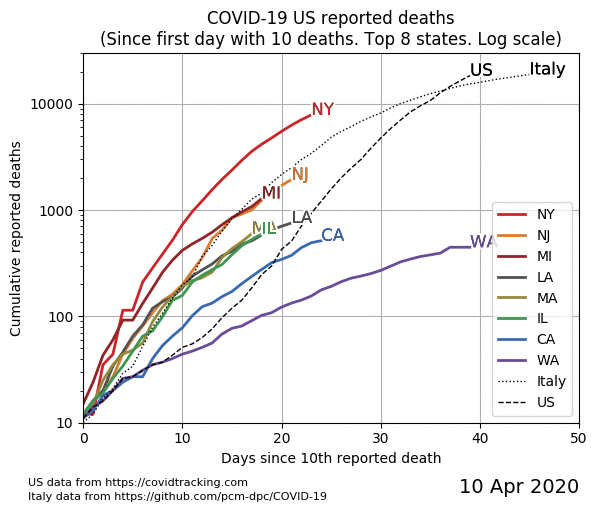 COVID-19 US reported deaths
(Since first day with 10 deaths. Top 8 states. Log scale)
Cumulative reported deaths
10000
1000
100
10
US
Italy
NY
NJ
MI
LA
MA
IL
CA
WA
NY
NJ
MI
LA
MA
IL
CA
WA
Italy
US
0
10
20
30
40
50
Days since 10th reported death
US data from https://covidtracking.com
Italy data from https://github.com/pcm-dpc/COVID-19
10 Apr 2020